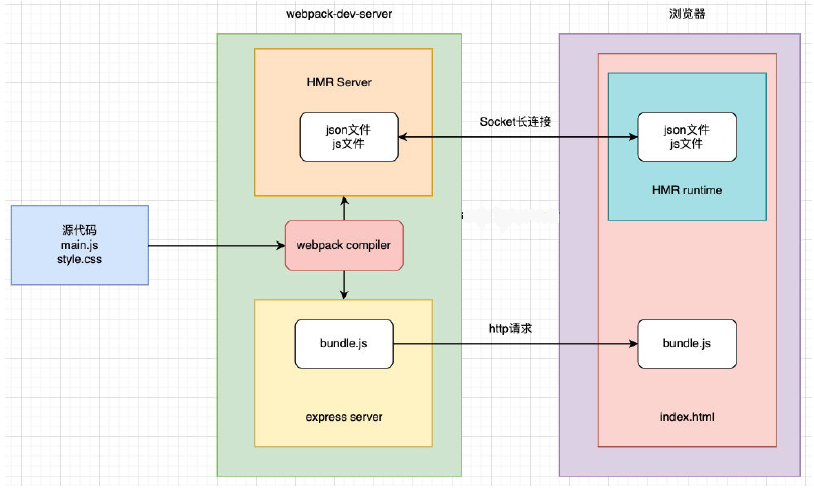 webpack-dev-server
浏览器
HMR Server
json文件
js文件
Socket长连接
json文件
js文件
HMR runtime
源代码
main.js
style.css
webpack compiler
bundle.js
http请求
bundle.js
express server
index.html